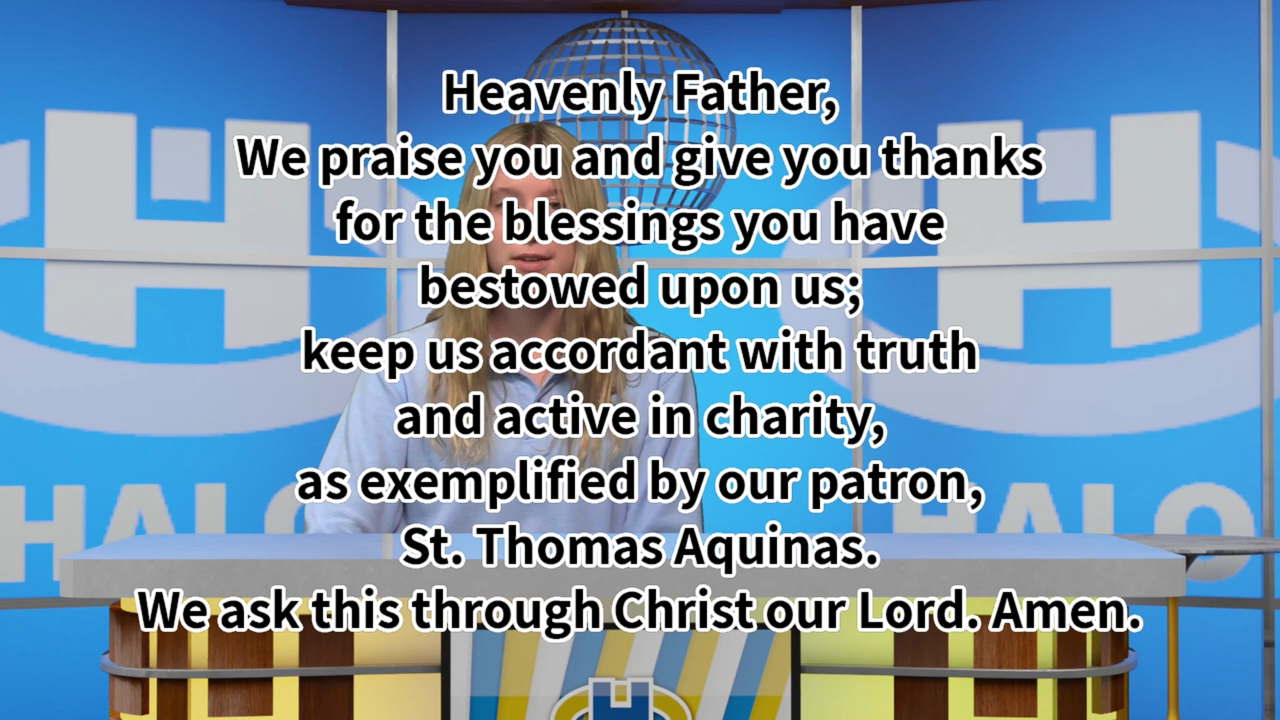 Heavenly Father,
We praise you and give you thanks
for the blessings you have
bestowed upon us;
keep us accordant with truth
and active in charity,
as exemplified by our patron,
St. Thomas Aquinas.
We ask this through Christ our Lord. Amen.
H
H
HALO
HALO